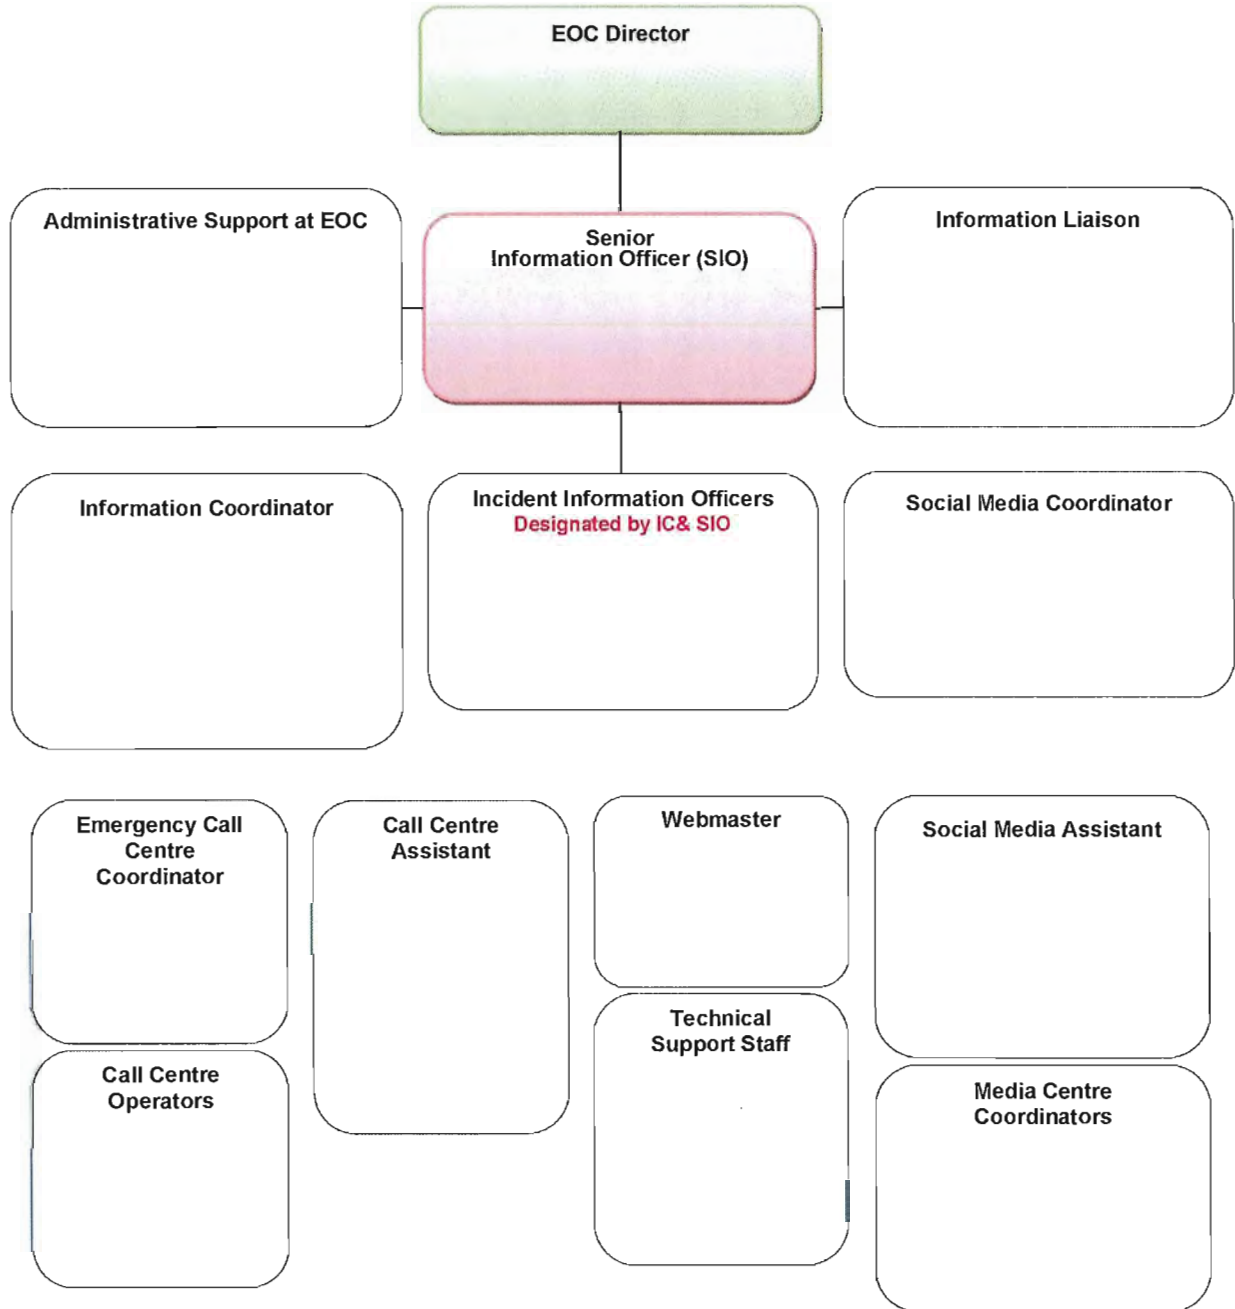 EOC Director
Administrative Support at EOC
Senior
Information Officer (SIO)
Information Liaison
Information Coordinator
Incident Information Officers
Designated by IC& SIO
Social Media Coordinator
Emergency Call
Centre
Coordinator
Call Centre
Assistant
Webmaster
Social Media Assistant
Call Centre
Operators
Technical
Support Staff
Media Centre
Coordinators